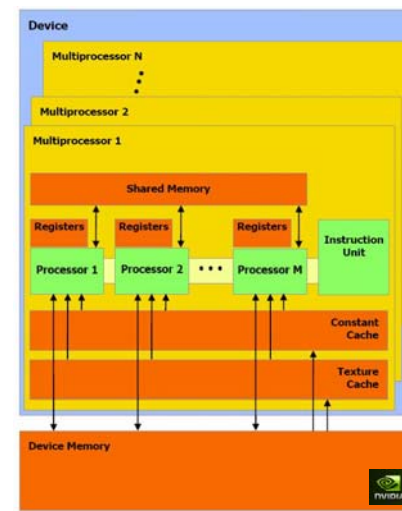 Device
Multiprocessor N
Multiprocessor 2
Multiprocessor 1
Shared Memory
Registers
Registers
Registers
Processor 1
Processor 2
• • •
Processor M
Instruction
Unit
Constant
Cache
Texture
Cache
Device Memory
NVIDIA